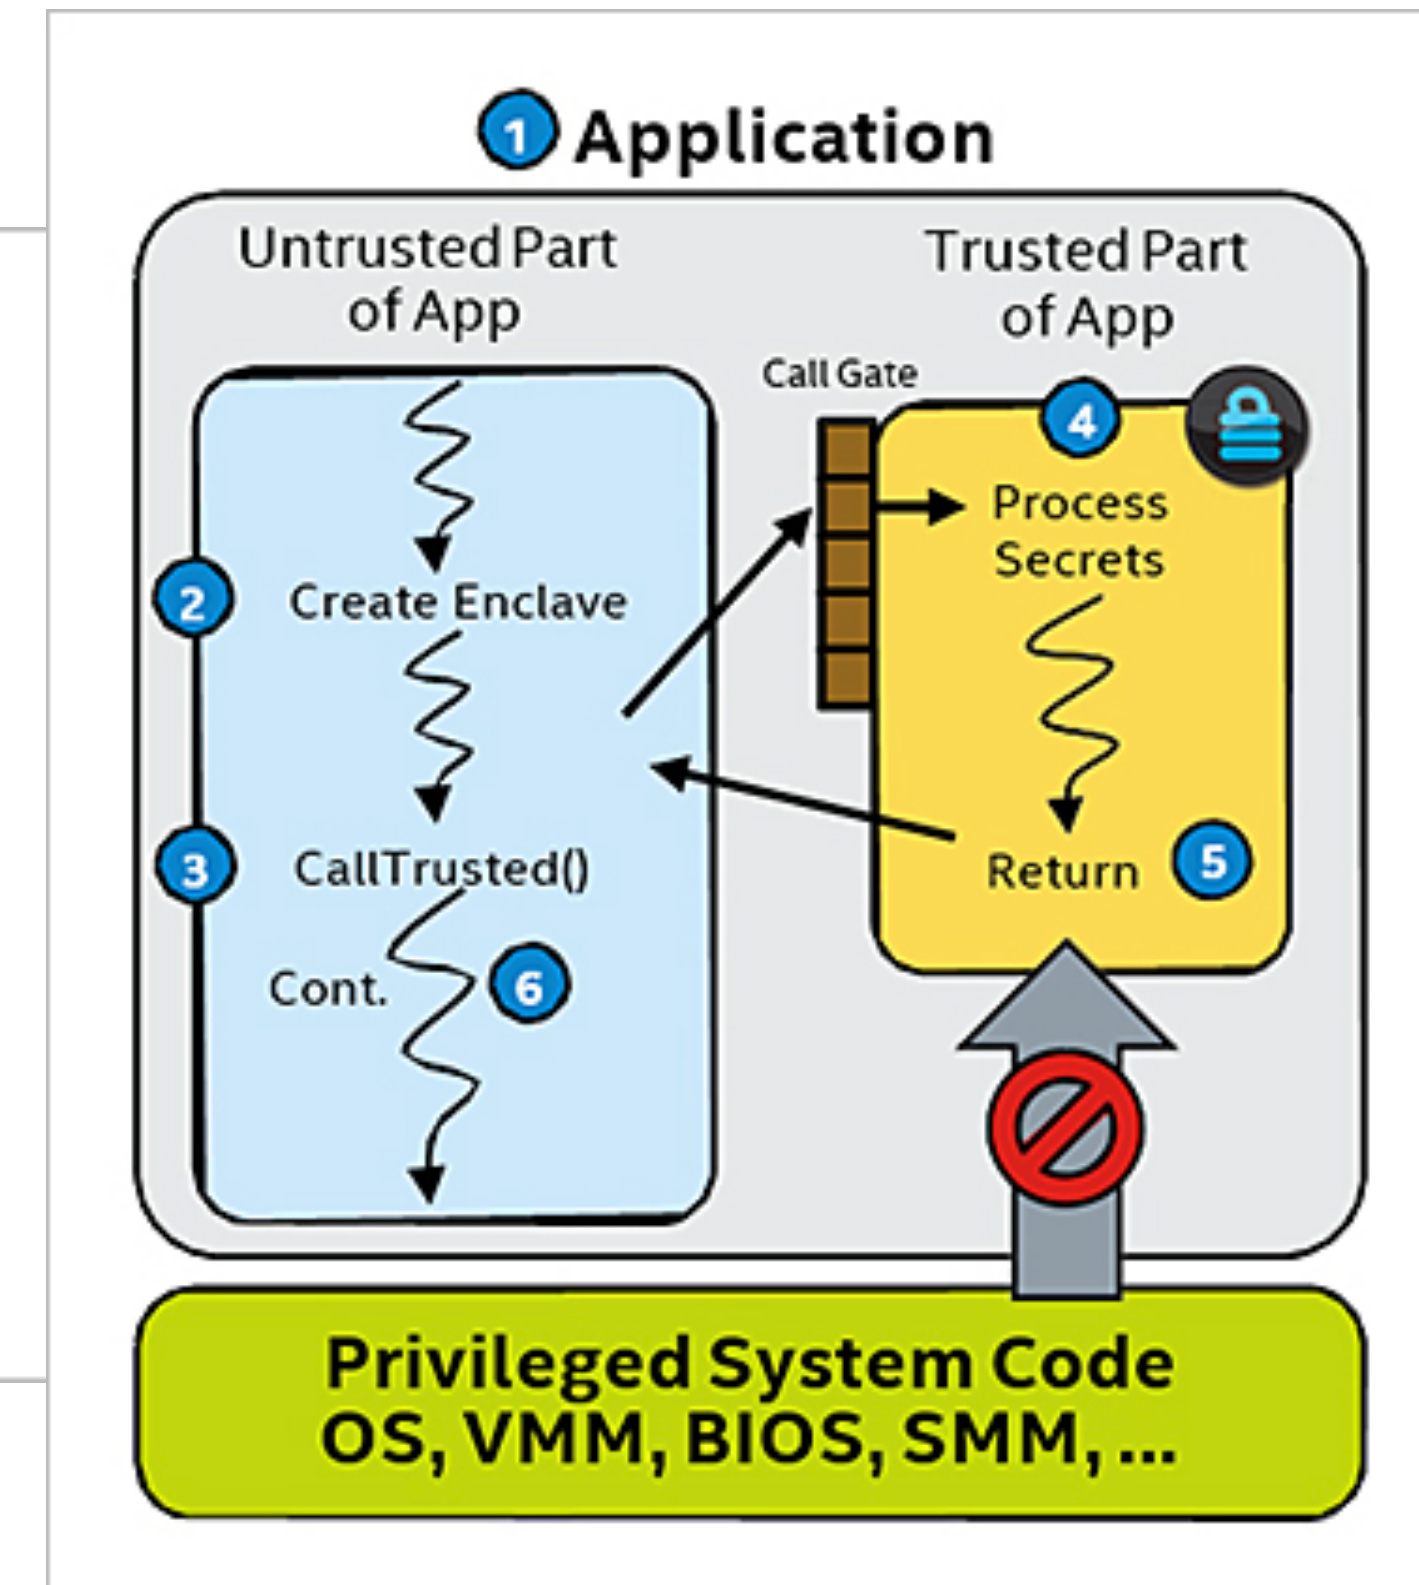 1 Application
Untrusted Part
of App
Trusted Part
of App
Call Gate
4
Process
Secrets
2 Create Enclave
3 CallTrusted()
Return 5
Cont. 6
Privileged System Code
OS, VMM, BIOS, SMM, ...